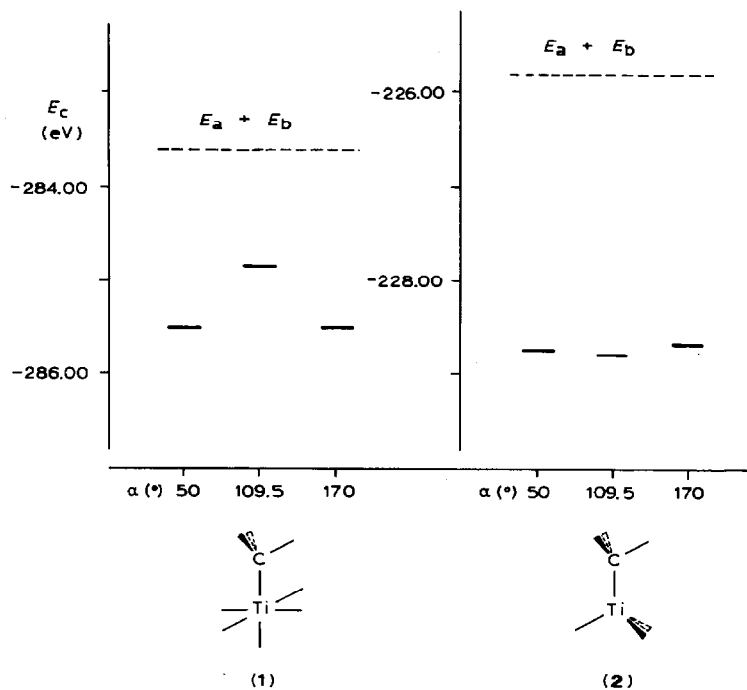 E_a + E_b
E_c
(eV)
-284.00
-286.00
α (°) 50 109.5 170
C
Ti
(1)
E_a + E_b
-226.00
-228.00
α (°) 50 109.5 170
C
Ti
(2)